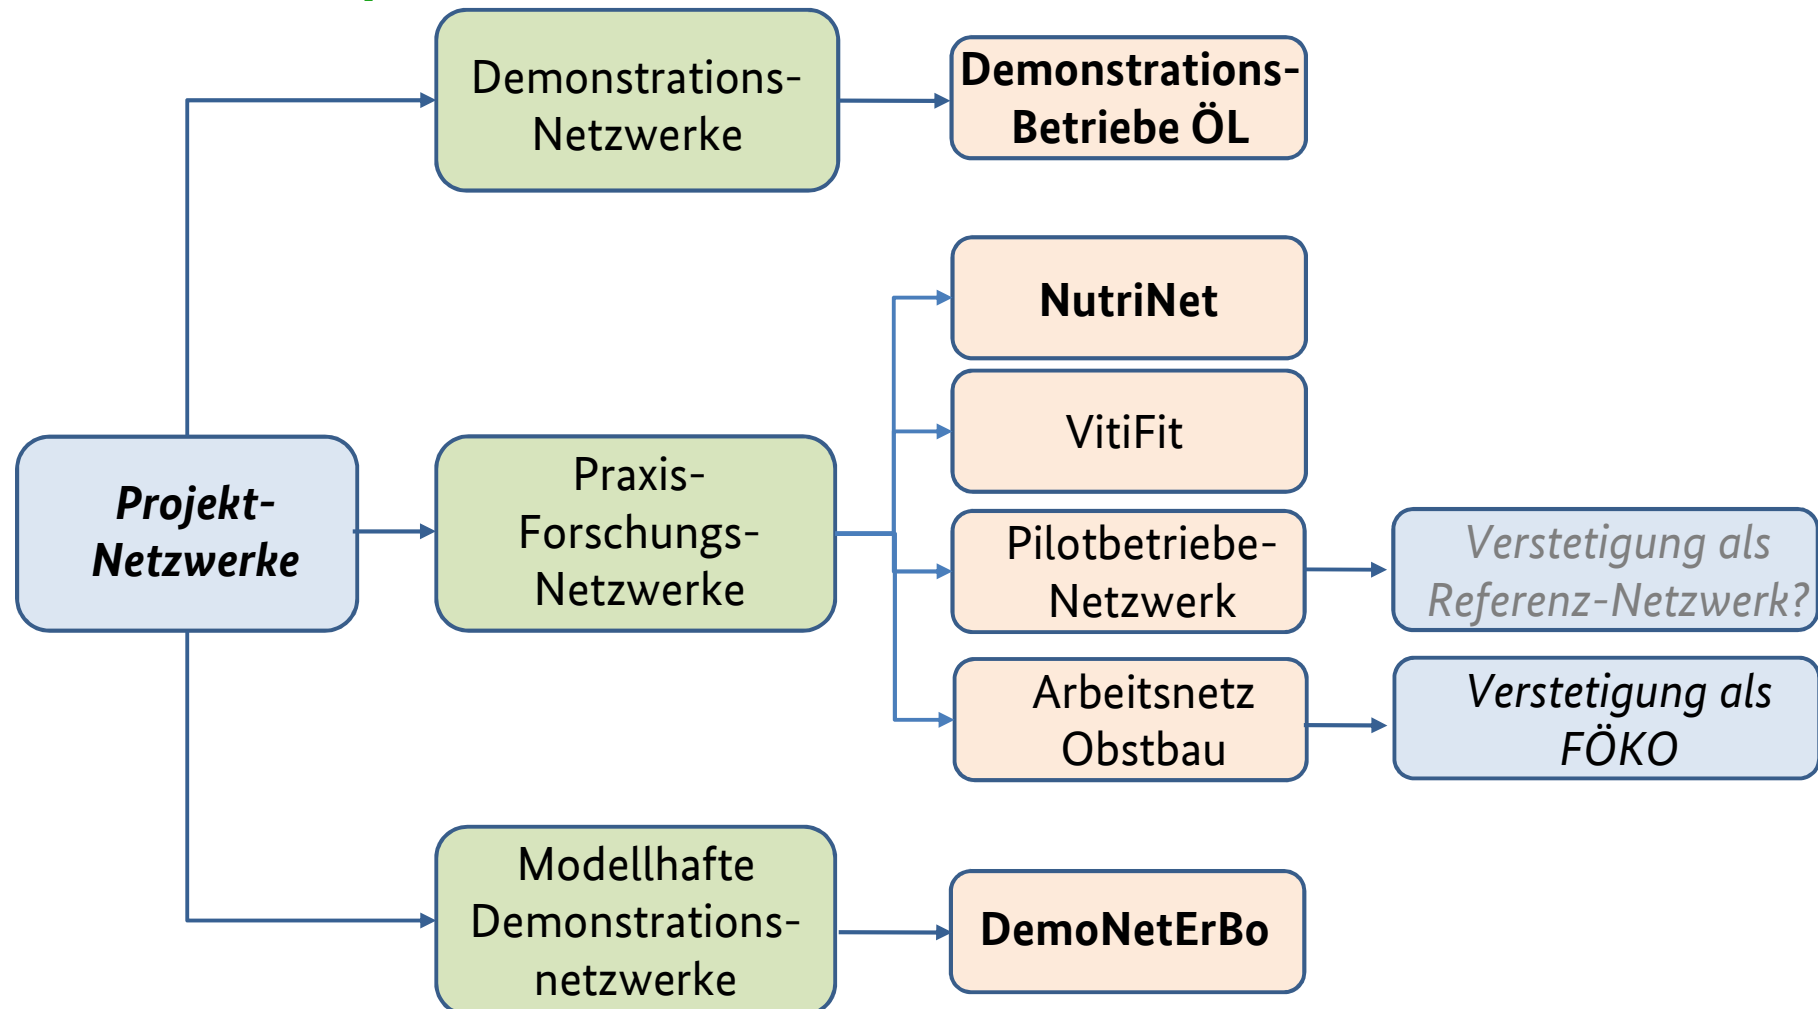 Demonstrations-
Netzwerke
Demonstrations-
Betriebe ÖL
NutriNet
VitiFit
Projekt-
Netzwerke
Praxis-
Forschungs-
Netzwerke
Pilotbetriebe-
Netzwerk
Verstetigung als
Referenz-Netzwerk?
Arbeitsnetz
Obstbau
Verstetigung als
FÖKO
Modellhafte
Demonstrations-
netzwerke
DemoNetErBo